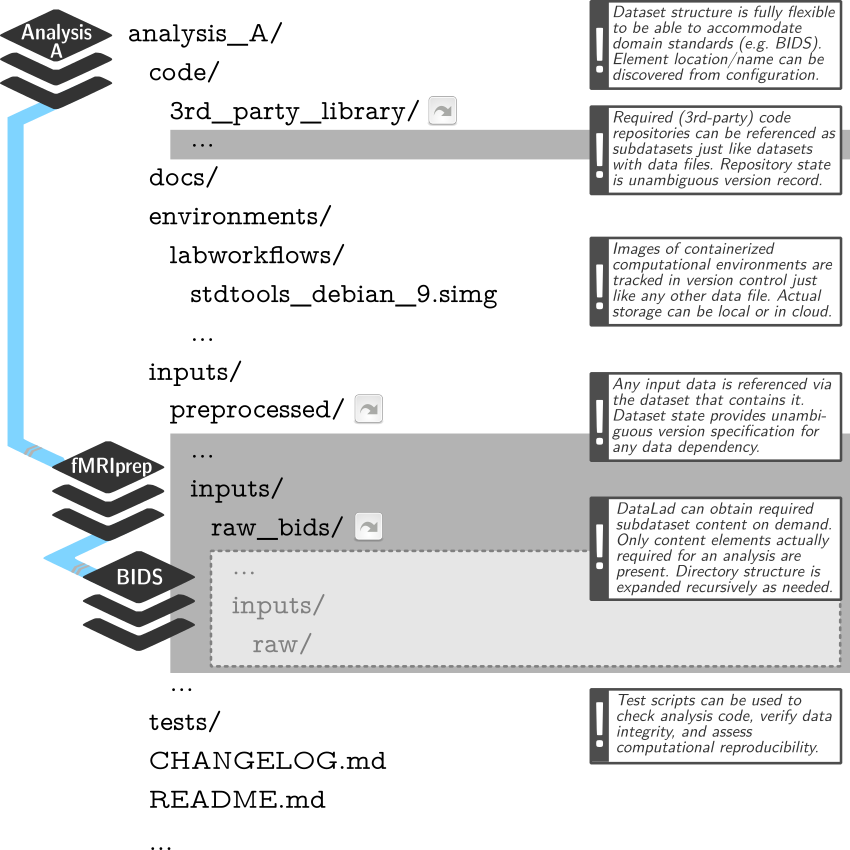 Analysis
A
analysis_A/
code/
3rd_party_library/
...
docs/
environments/
labworkflows/
stdtools_debian_9.simg
...
inputs/
preprocessed/
...
inputs/
raw_bids/
...
inputs/
raw/
...
tests/
CHANGELOG.md
README.md
...
fMRIprep
BIDS
!
Dataset structure is fully flexible
to be able to accommodate
domain standards (e.g. BIDS).
Element location/name can be
discovered from configuration.
!
Required (3rd-party) code
repositories can be referenced as
subdatasets just like datasets
with data files. Repository state
is unambiguous version record.
!
Images of containerized
computational environments are
tracked in version control just
like any other data file. Actual
storage can be local or in cloud.
!
Any input data is referenced via
the dataset that contains it.
Dataset state provides unambi-
guous version specification for
any data dependency.
!
DataLad can obtain required
subdataset content on demand.
Only content elements actually
required for an analysis are
present. Directory structure is
expanded recursively as needed.
!
Test scripts can be used to
check analysis code, verify data
integrity, and assess
computational reproducibility.